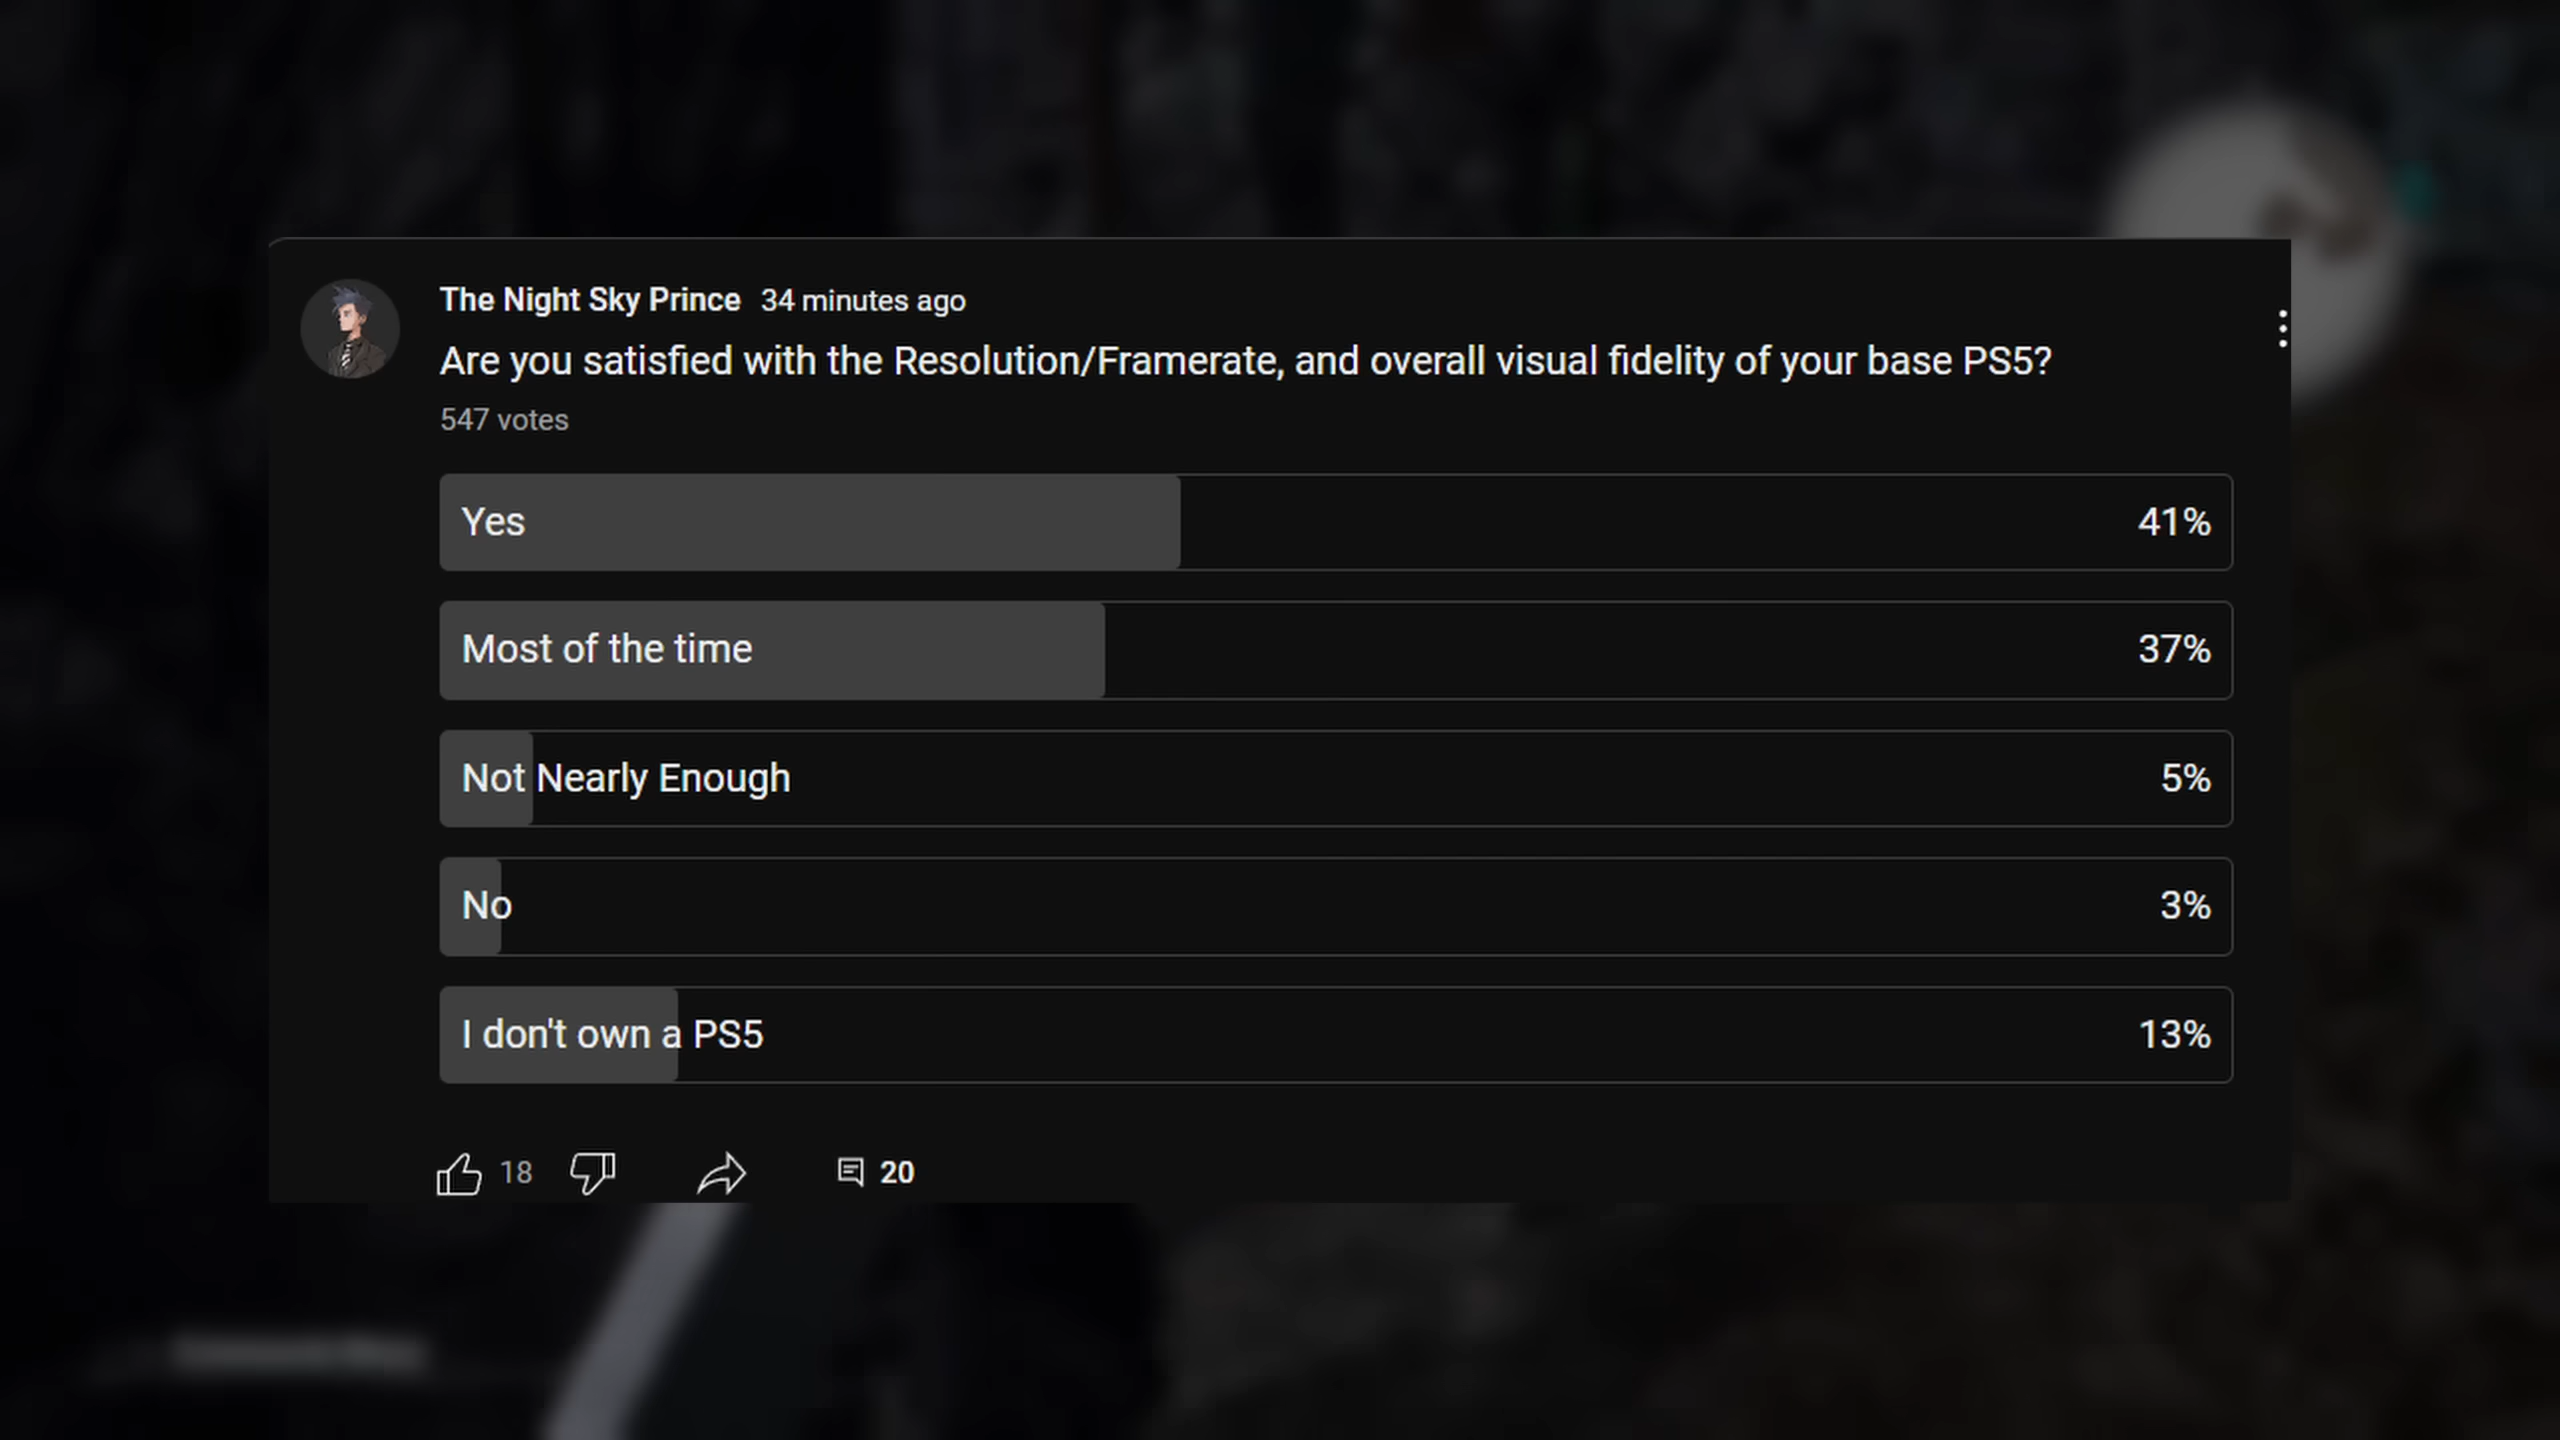 The Night Sky Prince 34 minutes ago
Are you satisfied with the Resolution/Framerate, and overall visual fidelity of your base PS5?
547 votes
Yes 41%
Most of the time 37%
Not Nearly Enough 5%
No 3%
I don't own a PS5 13%
18 20